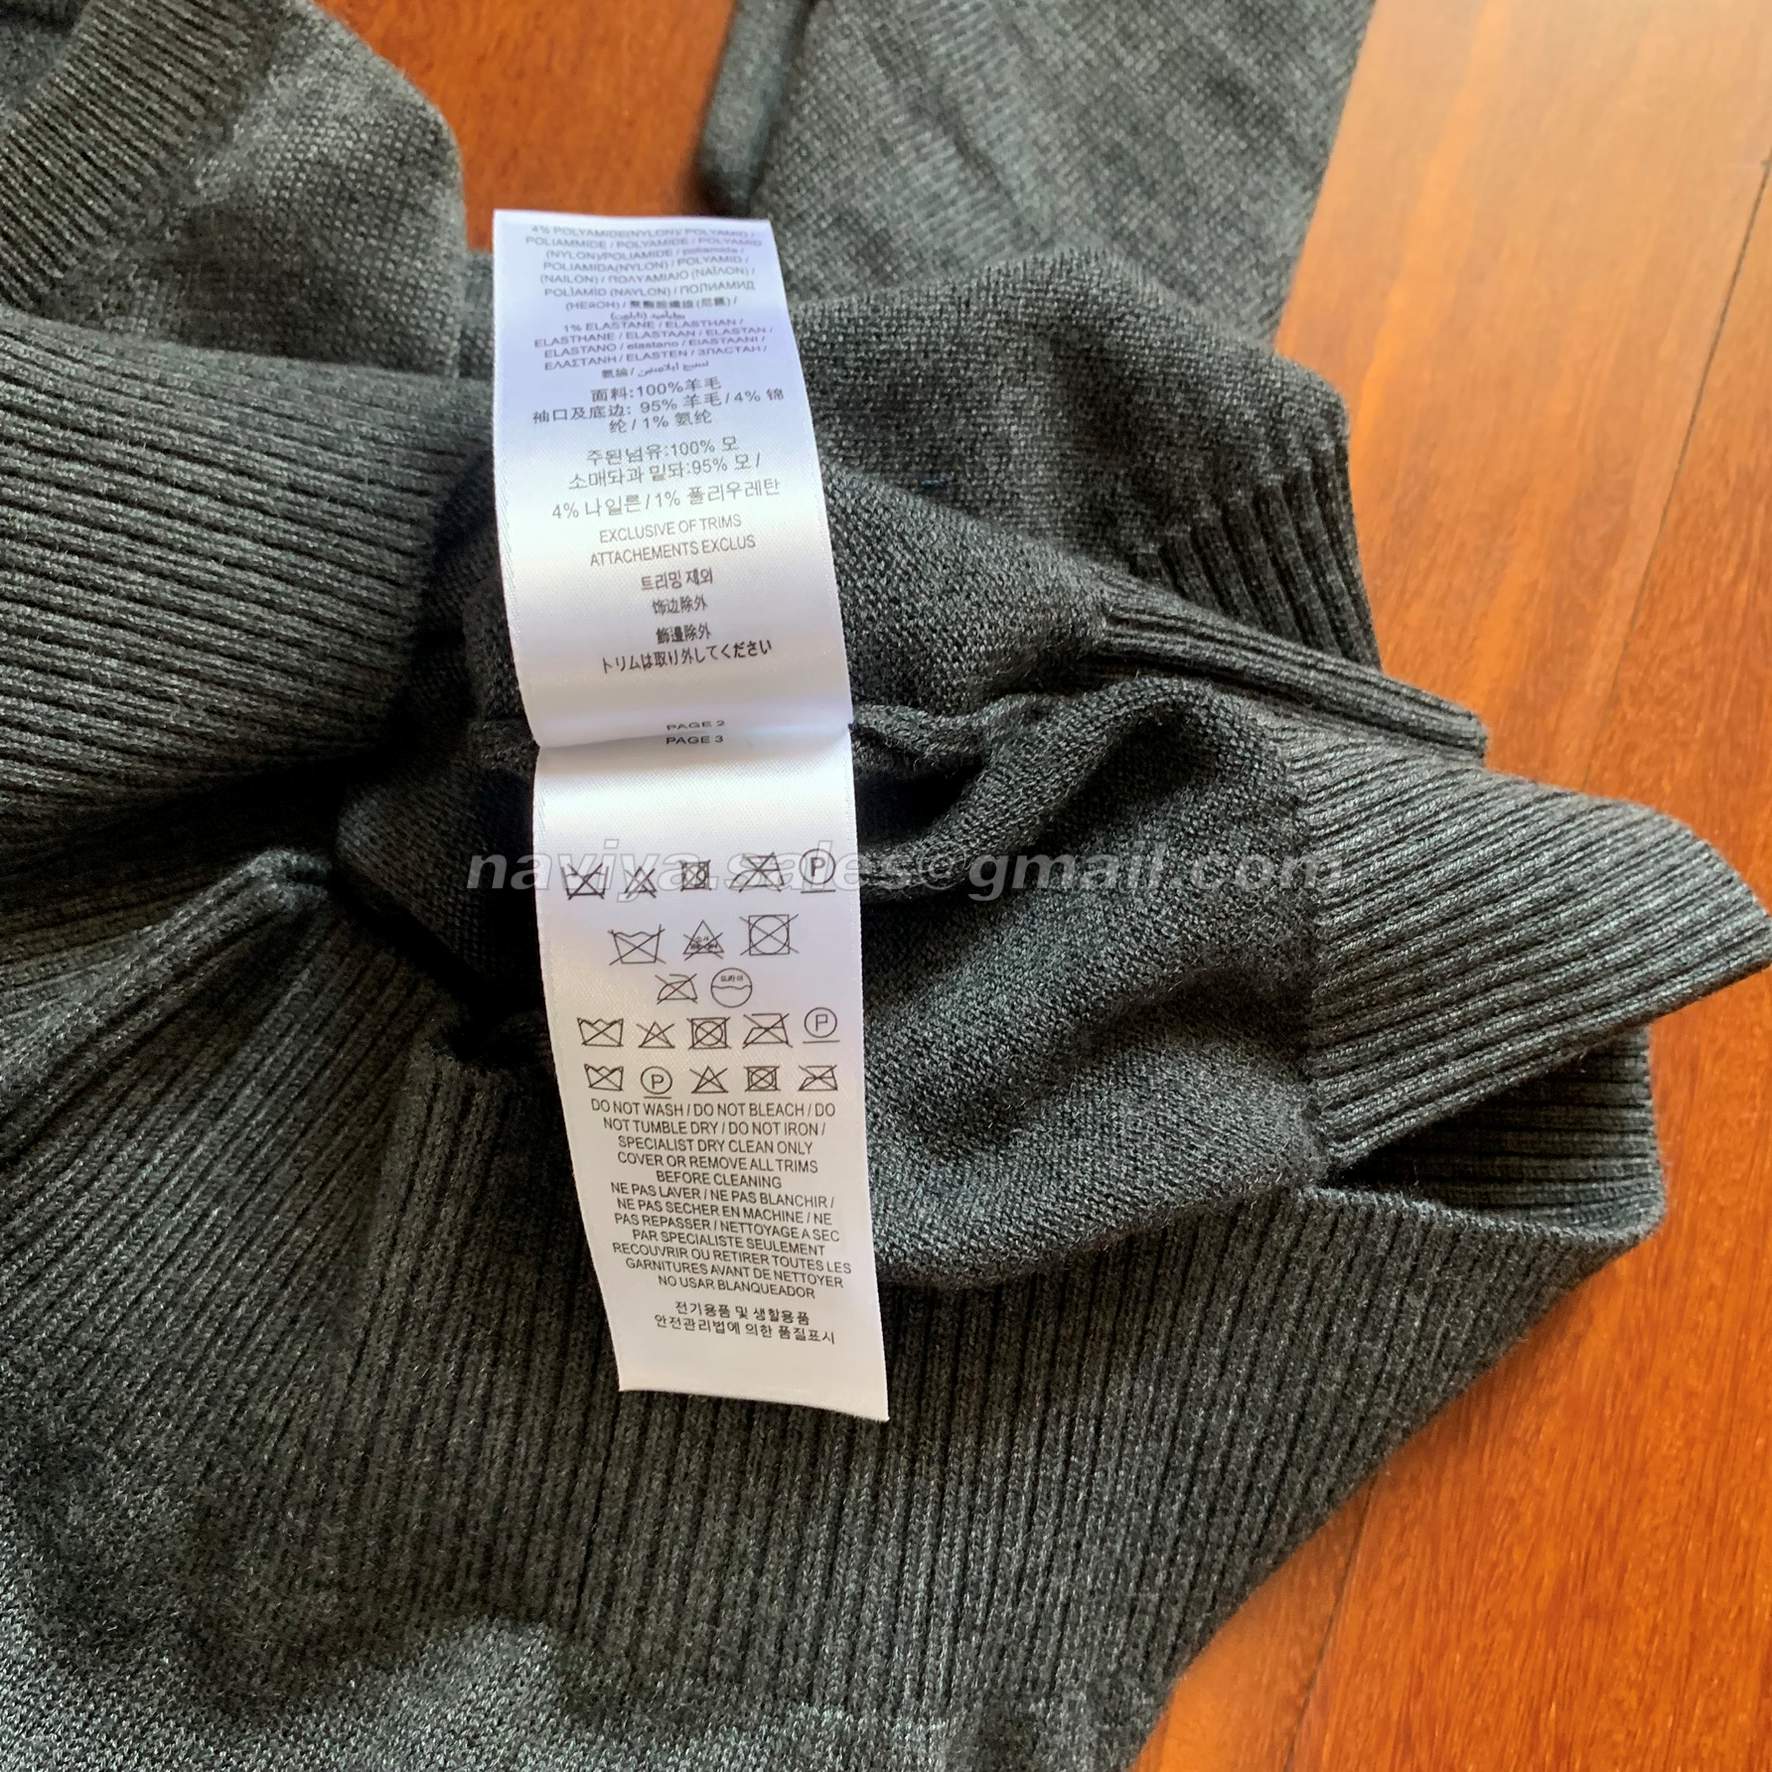 4% POLYAMIDE(NYLON)/ POLYAMID /
POLIAMMIDE / POLYAMIDE / POLYAMID
(NYLON)/POLIAMIDE / poliamida /
POLIAMIDA(NYLON) / POLYAMID /
(NAILON) / ΠΟΛΥΑΜΙΔΙΟ (ΝΑΪΛΟΝ) /
POLİAMİD (NAYLON) / ПОЛИАМИД
1% ELASTANE / ELASTHAN /
ELASTHANE / ELASTAAN / ELASTAN /
ELASTANO / elastano / ELASTAANI /
ΕΛΑΣΤΑΝΗ / ELASTEN / ЭЛАСТАН /
面料:100%羊毛
袖口及底边: 95% 羊毛 / 4% 锦
纶 / 1% 氨纶
주된섬유:100% 모
소매돠과 밑돠:95% 모 /
4% 나일론 / 1% 폴리우레탄
EXCLUSIVE OF TRIMS
ATTACHEMENTS EXCLUS
트리밍 제외
饰边除外
飾邊除外
トリムは取り外してください
PAGE 2
PAGE 3
naviya.sales@gmail.com
P
드라이
P
P
DO NOT WASH / DO NOT BLEACH / DO
NOT TUMBLE DRY / DO NOT IRON /
SPECIALIST DRY CLEAN ONLY
COVER OR REMOVE ALL TRIMS
BEFORE CLEANING
NE PAS LAVER / NE PAS BLANCHIR /
NE PAS SECHER EN MACHINE / NE
PAS REPASSER / NETTOYAGE A SEC
PAR SPECIALISTE SEULEMENT
RECOUVRIR OU RETIRER TOUTES LES
GARNITURES AVANT DE NETTOYER
NO USAR BLANQUEADOR
전기용품 및 생활용품
안전관리법에 의한 품질표시